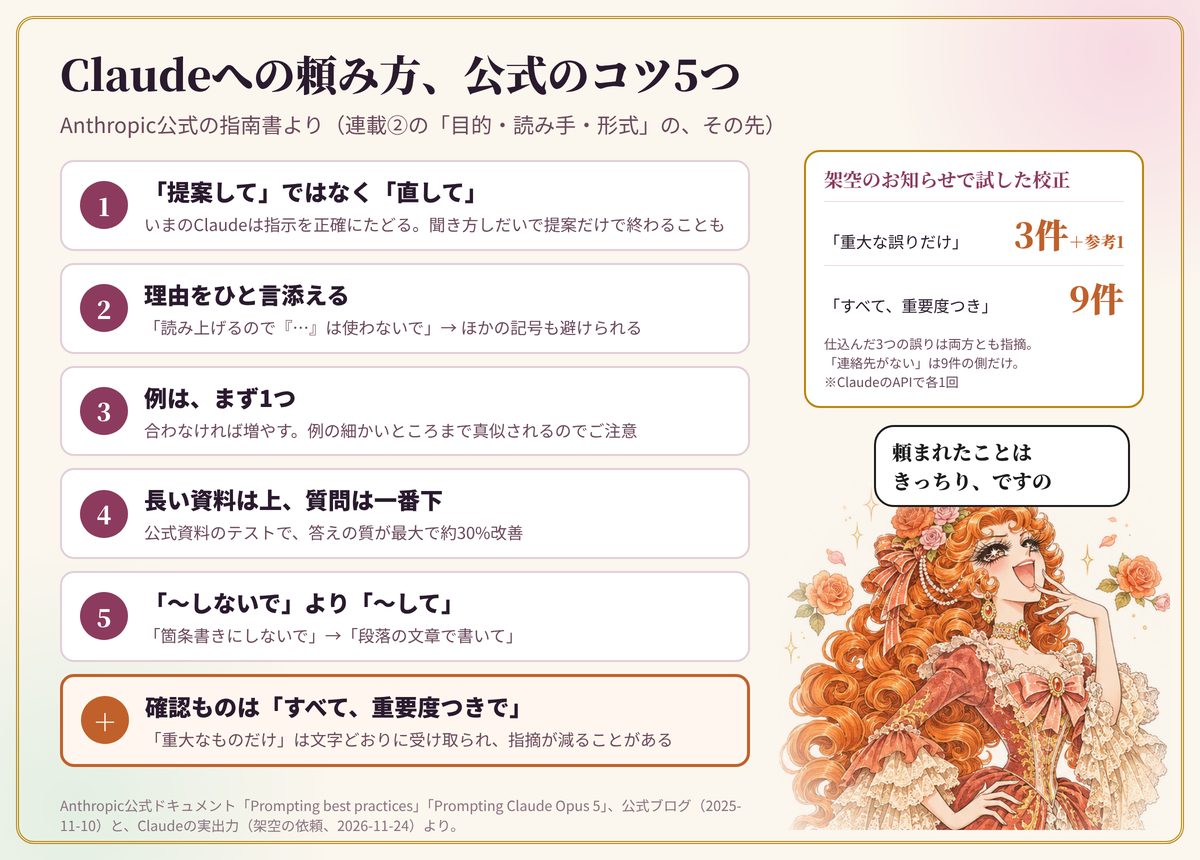 Claudeへの頼み方、公式のコツ5つ
Anthropic公式の指南書より（連載②の「目的・読み手・形式」の、その先）
1
「提案して」ではなく「直して」
いまのClaudeは指示を正確にたどる。聞き方しだいで提案だけで終わることも
2
理由をひと言添える
「読み上げるので『…』は使わないで」→ ほかの記号も避けられる
3
例は、まず1つ
合わなければ増やす。例の細かいところまで真似されるのでご注意
4
長い資料は上、質問は一番下
公式資料のテストで、答えの質が最大で約30%改善
5
「〜しないで」より「〜して」
「箇条書きにしないで」→「段落の文章で書いて」
＋
確認ものは「すべて、重要度つきで」
「重大なものだけ」は文字どおりに受け取られ、指摘が減ることがある
架空のお知らせで試した校正
「重大な誤りだけ」 3件＋参考1
「すべて、重要度つき」 9件
仕込んだ3つの誤りは両方とも指摘。
「連絡先がない」は9件の側だけ。
※ClaudeのAPIで各1回
頼まれたことは
きっちり、ですの
Anthropic公式ドキュメント「Prompting best practices」「Prompting Claude Opus 5」、公式ブログ（2025-
11-10）と、Claudeの実出力（架空の依頼、2026-11-24）より。